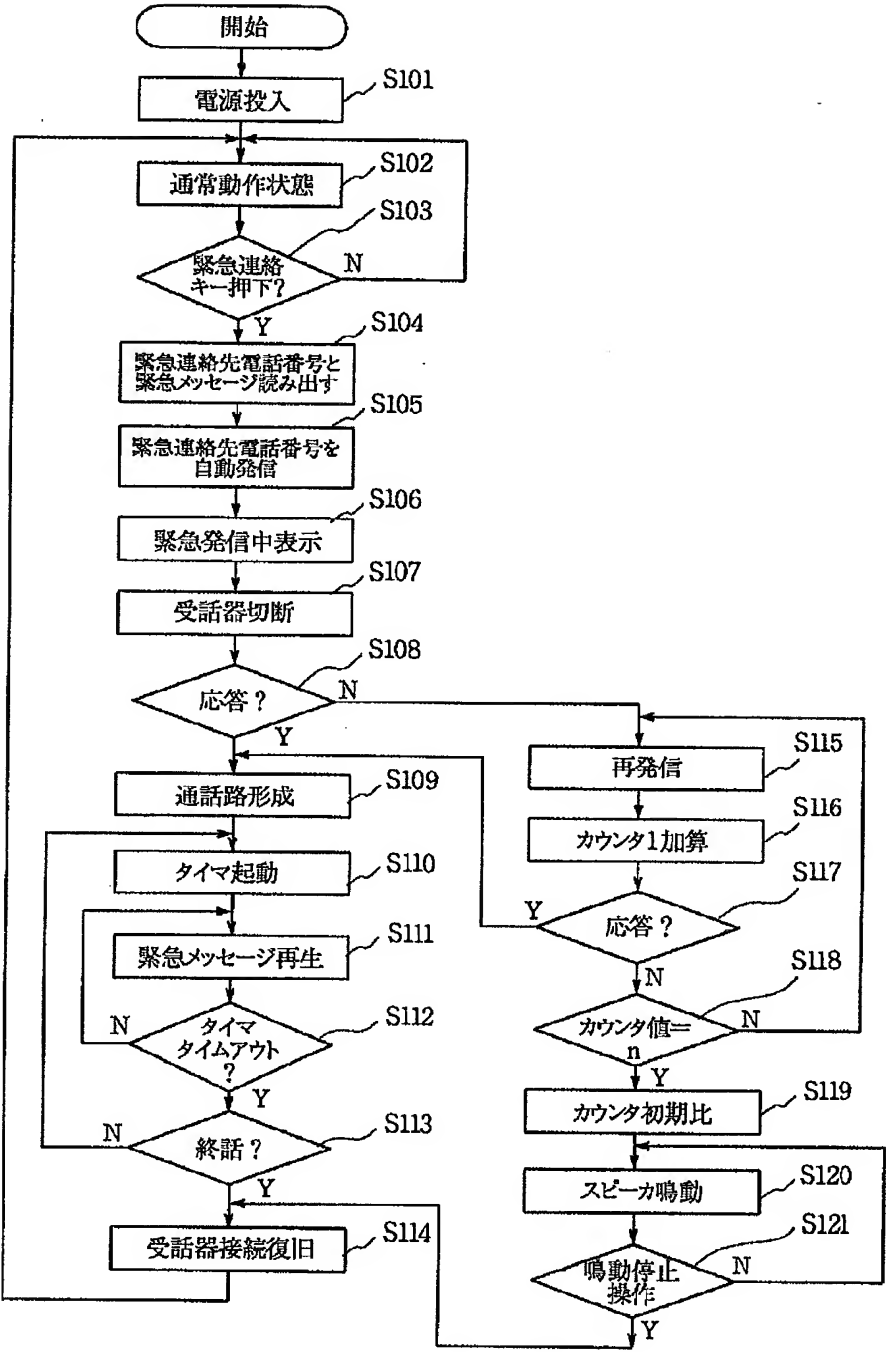 開始
S101
電源投入
S102
通常動作状態
S103
緊急連絡
キー押下?
N
Y
S104
緊急連絡先電話番号と
緊急メッセージ読み出す
S105
緊急連絡先電話番号を
自動発信
S106
緊急発信中表示
S107
受話器切断
S108
応答?
N
Y
S109
通話路形成
S110
タイマ起動
S111
緊急メッセージ再生
S112
タイマ
タイムアウト
?
N
Y
S113
終話?
N
Y
S114
受話器接続復旧
S115
再発信
S116
カウンタ1加算
S117
応答?
Y
N
S118
カウンタ値=
n
N
Y
S119
カウンタ初期比
S120
スピーカ鳴動
S121
鳴動停止
操作
N
Y